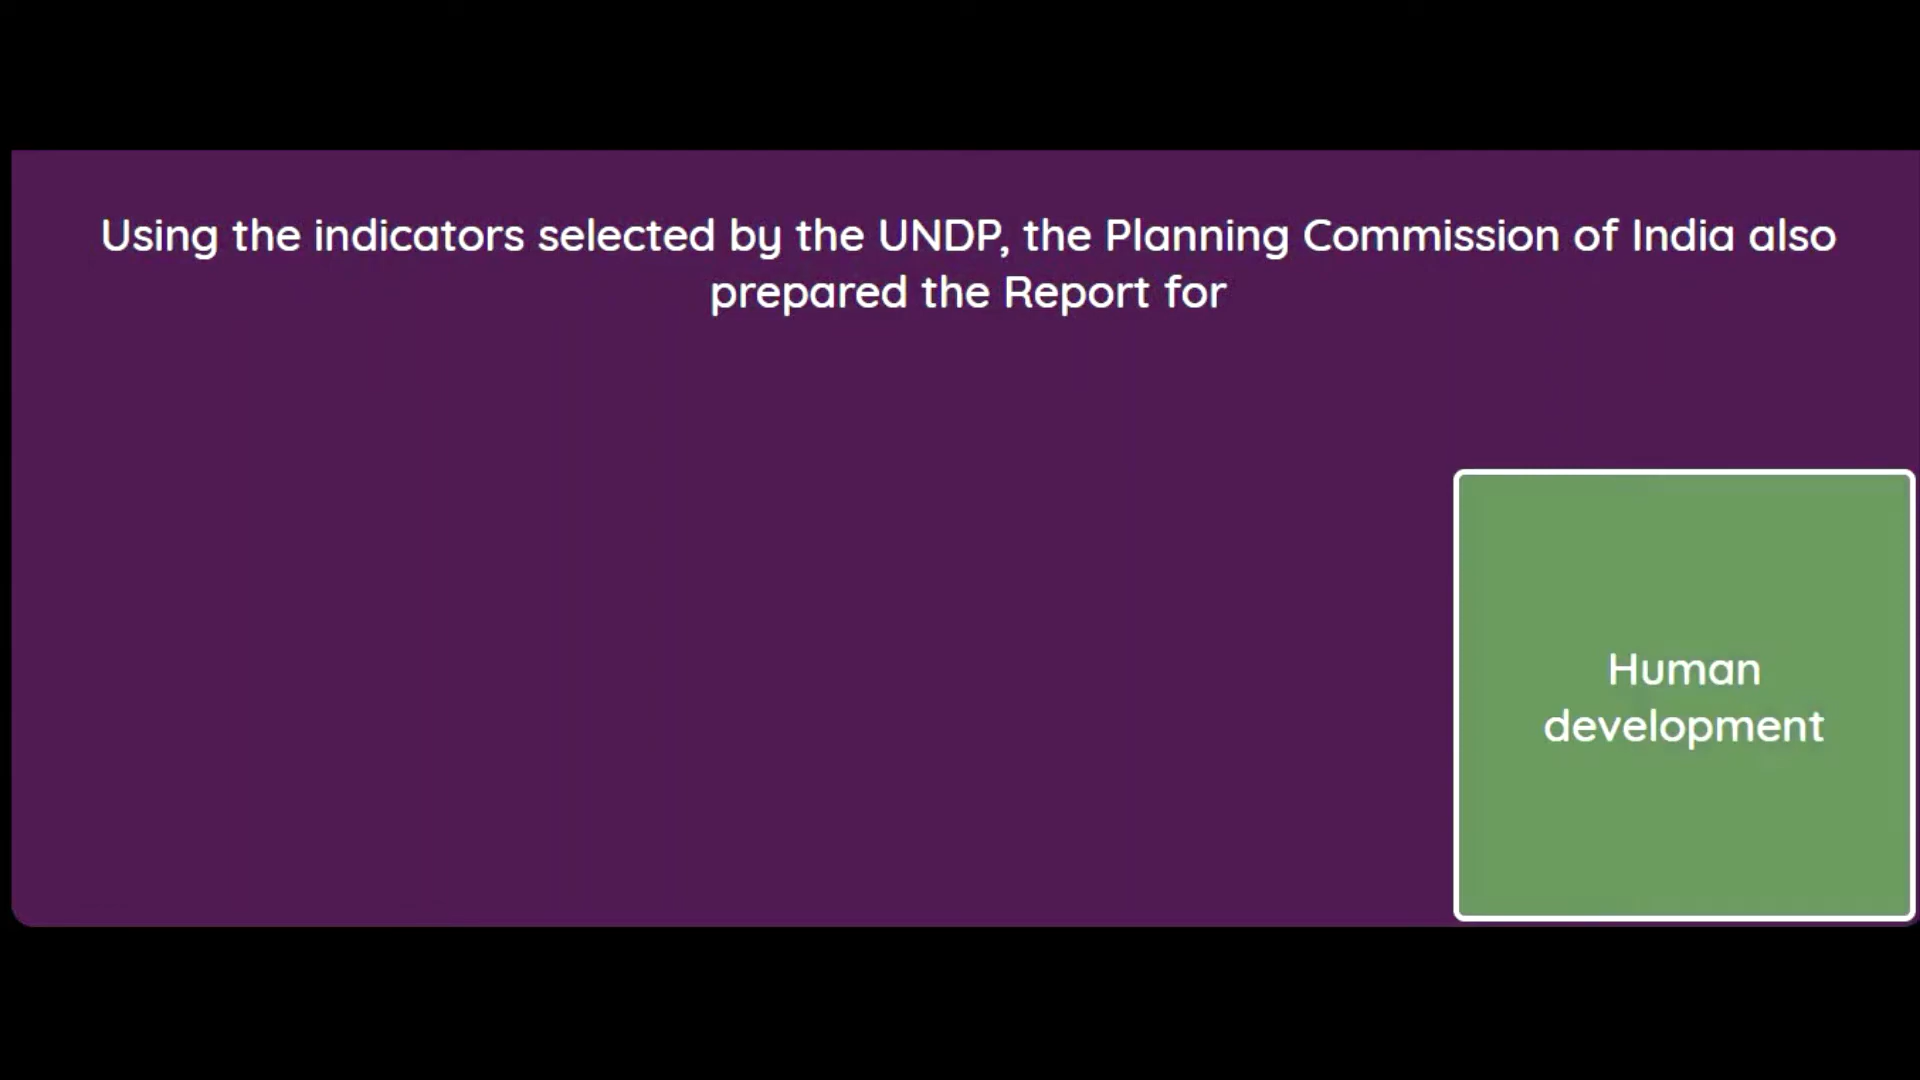 Using the indicators selected by the UNDP, the Planning Commission of India also
prepared the Report for
Human
development